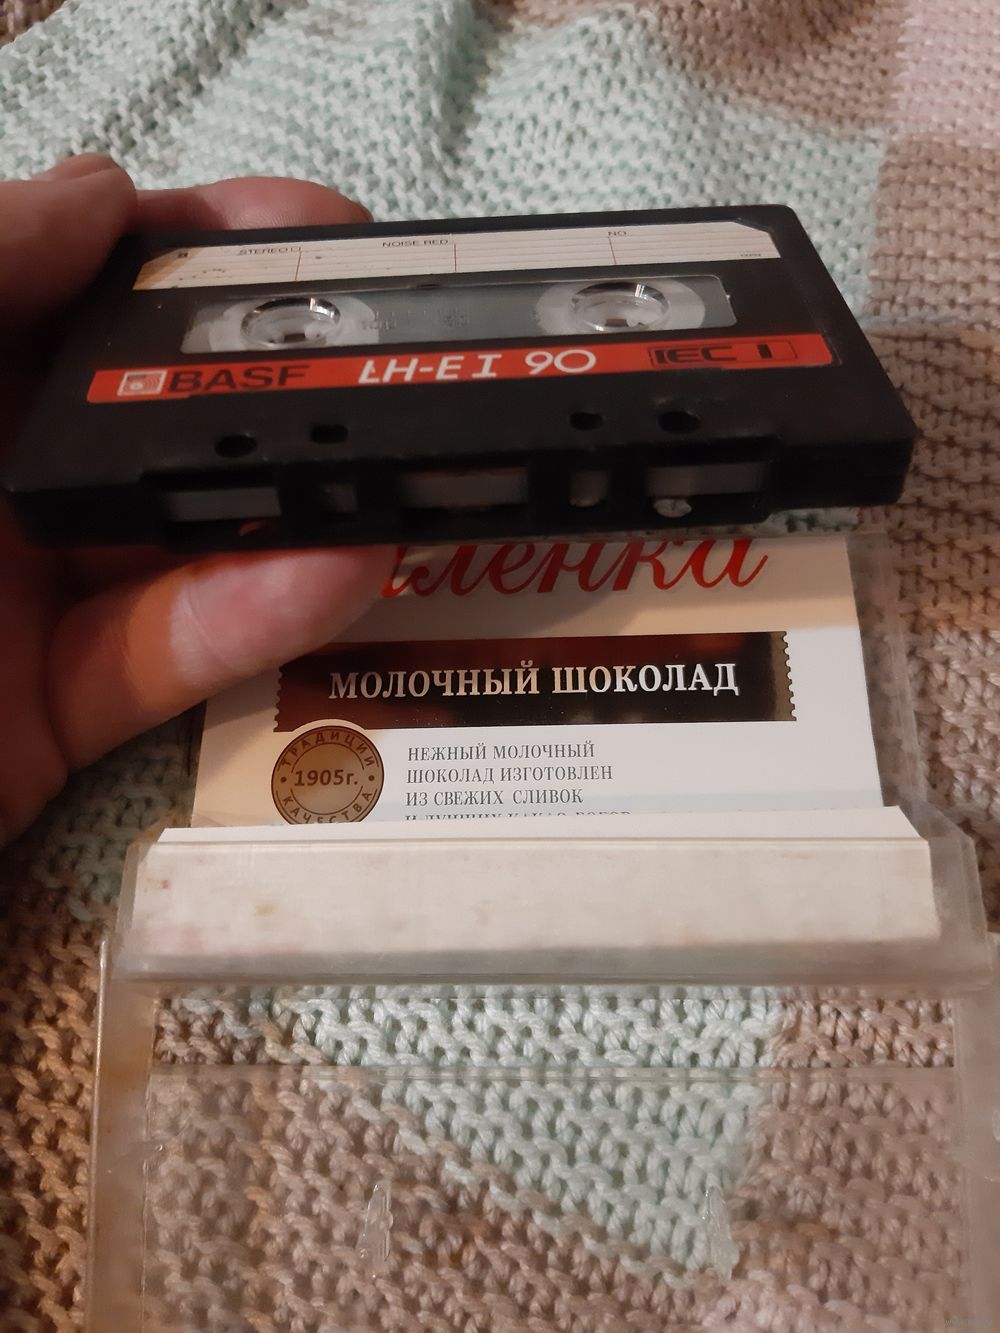 B STEREO NOISE RED NO.
BASF LH-E I 90 IEC I
аленка
МОЛОЧНЫЙ ШОКОЛАД
ТРАДИЦИИ
1905г.
КАЧЕСТВА
НЕЖНЫЙ МОЛОЧНЫЙ
ШОКОЛАД ИЗГОТОВЛЕН
ИЗ СВЕЖИХ СЛИВОК